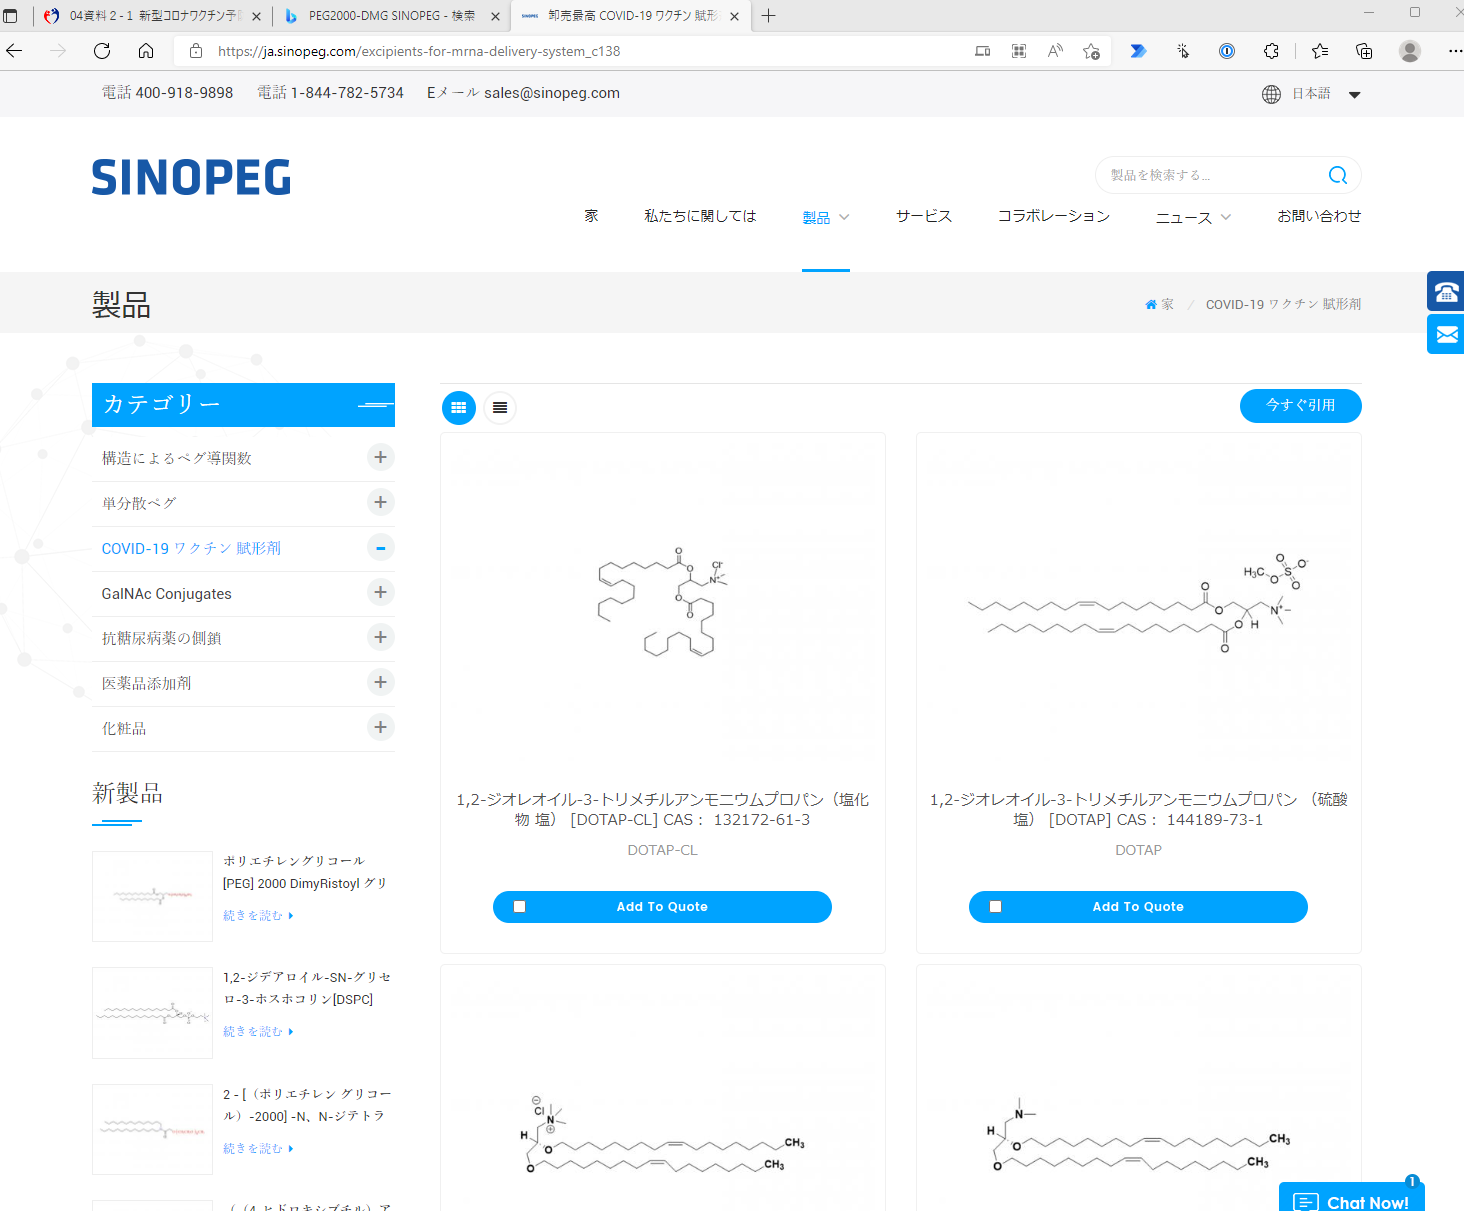 04資料２-１ 新型コロナワクチン予
PEG2000-DMG SINOPEG - 検索
卸売最高 COVID-19 ワクチン 賦形
https://ja.sinopeg.com/excipients-for-mrna-delivery-system_c138
電話 400-918-9898 電話 1-844-782-5734 Eメール sales@sinopeg.com
日本語
SINOPEG
製品を検索する...
家 私たちに関しては 製品 サービス コラボレーション ニュース お問い合わせ
製品
家 / COVID-19 ワクチン 賦形剤
カテゴリー
構造によるペグ導関数
単分散ペグ
COVID-19 ワクチン 賦形剤
GalNAc Conjugates
抗糖尿病薬の側鎖
医薬品添加剤
化粧品
新製品
ポリエチレングリコール
[PEG] 2000 DimyRistoyl グリ
続きを読む
1,2-ジデアロイル-SN-グリセ
ロ-3-ホスホコリン[DSPC]
続きを読む
2 - [（ポリエチレン グリコー
ル）-2000] -N、N-ジテトラ
続きを読む
（（4-ヒドロキシブチル）ア
今すぐ引用
O
O
Cl-
N+
O
O
1,2-ジオレオイル-3-トリメチルアンモニウムプロパン（塩化
物 塩） [DOTAP-CL] CAS： 132172-61-3
DOTAP-CL
Add To Quote
O
O
O
H
O
N+
H3C
O
S
O
O
O-
1,2-ジオレオイル-3-トリメチルアンモニウムプロパン （硫酸
塩） [DOTAP] CAS： 144189-73-1
DOTAP
Add To Quote
Cl
N
H
O
O
CH3
CH3
N
H
O
O
CH3
CH3
1
Chat Now!